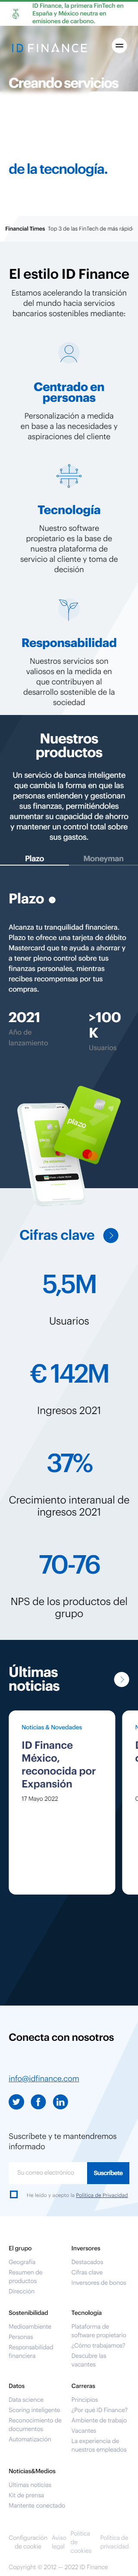 ID Finance, la primera FinTech en
España y México neutra en
emisiones de carbono.
ID FINANCE
Creando servicios
de la tecnología.
Financial Times Top 3 de las FinTech de más rápid
El estilo ID Finance
Estamos acelerando la transición
del mundo hacia servicios
bancarios sostenibles mediante:
Centrado en
personas
Personalización a medida
en base a las necesidades y
aspiraciones del cliente
Tecnología
Nuestro software
propietario es la base de
nuestra plataforma de
servicio al cliente y toma de
decisión
Responsabilidad
Nuestros servicios son
valiosos en la medida en
que contribuyen al
desarrollo sostenible de la
sociedad
Nuestros
productos
Un servicio de banca inteligente
que cambia la forma en que las
personas entienden y gestionan
sus finanzas, permitiéndoles
aumentar su capacidad de ahorro
y mantener un control total sobre
sus gastos.
Plazo
Moneyman
Plazo
Alcanza tu tranquilidad financiera.
Plazo te ofrece una tarjeta de débito
Mastercard que te ayuda a ahorrar y
a tener pleno control sobre tus
finanzas personales, mientras
recibes recompensas por tus
compras.
2021
Año de
lanzamiento
>100
K
Usuarios
plazo
Cifras clave
5,5M
Usuarios
€ 142M
Ingresos 2021
37%
Crecimiento interanual de
ingresos 2021
70-76
NPS de los productos del
grupo
Últimas
noticias
Noticias & Novedades
ID Finance
México,
reconocida por
Expansión
17 Mayo 2022
Conecta con nosotros
info@idfinance.com
Suscríbete y te mantendremos
informado
Su correo electrónico
Suscríbete
He leído y acepto la Política de Privacidad
El grupo
Geografía
Resumen de
productos
Dirección
Inversores
Destacados
Cifras clave
Inversores de bonos
Sostenibilidad
Medioambiente
Personas
Responsabilidad
financiera
Tecnología
Plataforma de
software propietario
¿Cómo trabajamos?
Descubre las
vacantes
Datos
Data science
Scoring inteligente
Reconocimiento de
documentos
Automatización
Carreras
Principios
¿Por qué ID Finance?
Ambiente de trabajo
Vacantes
La experiencia de
nuestros empleados
Noticias&Medios
Últimas noticias
Kit de prensa
Mantente conectado
Configuración
de cookie
Aviso
legal
Política
de
cookies
Política de
privacidad
Copyright © 2012 — 2022 ID Finance